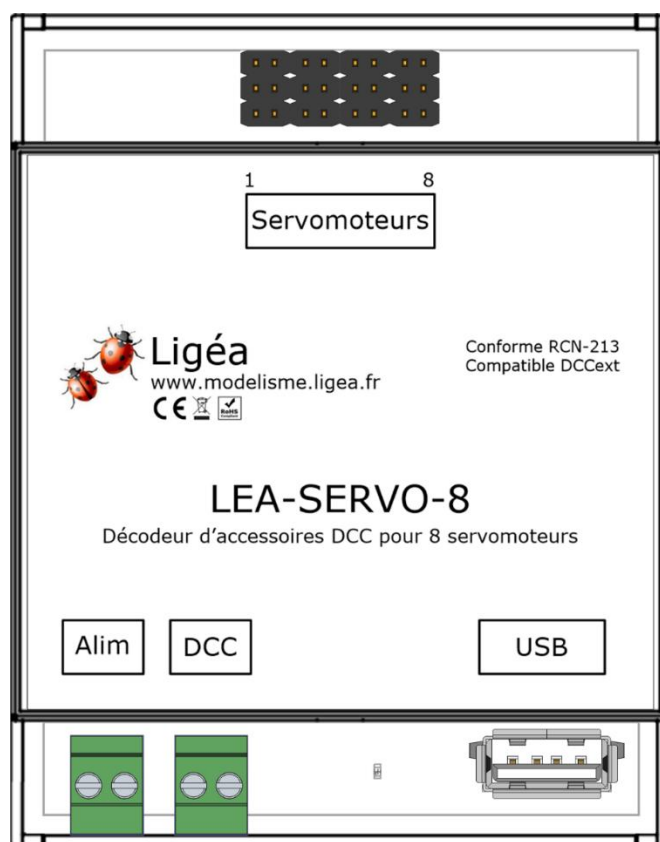 1 8
Servomoteurs
Ligéa
www.modelisme.ligea.fr
CE RoHS
Conforme RCN-213
Compatible DCCext
LEA-SERVO-8
Décodeur d’accessoires DCC pour 8 servomoteurs
Alim DCC USB